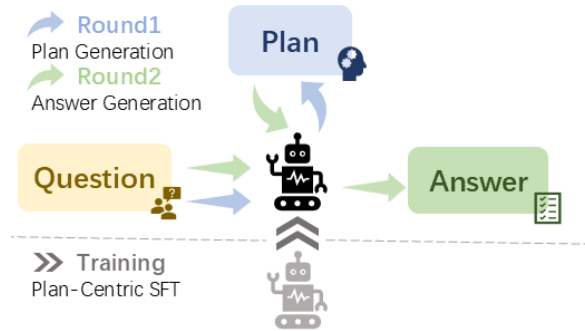 Round1
Plan Generation
Round2
Answer Generation
Plan
Question
?
Answer
Training
Plan-Centric SFT